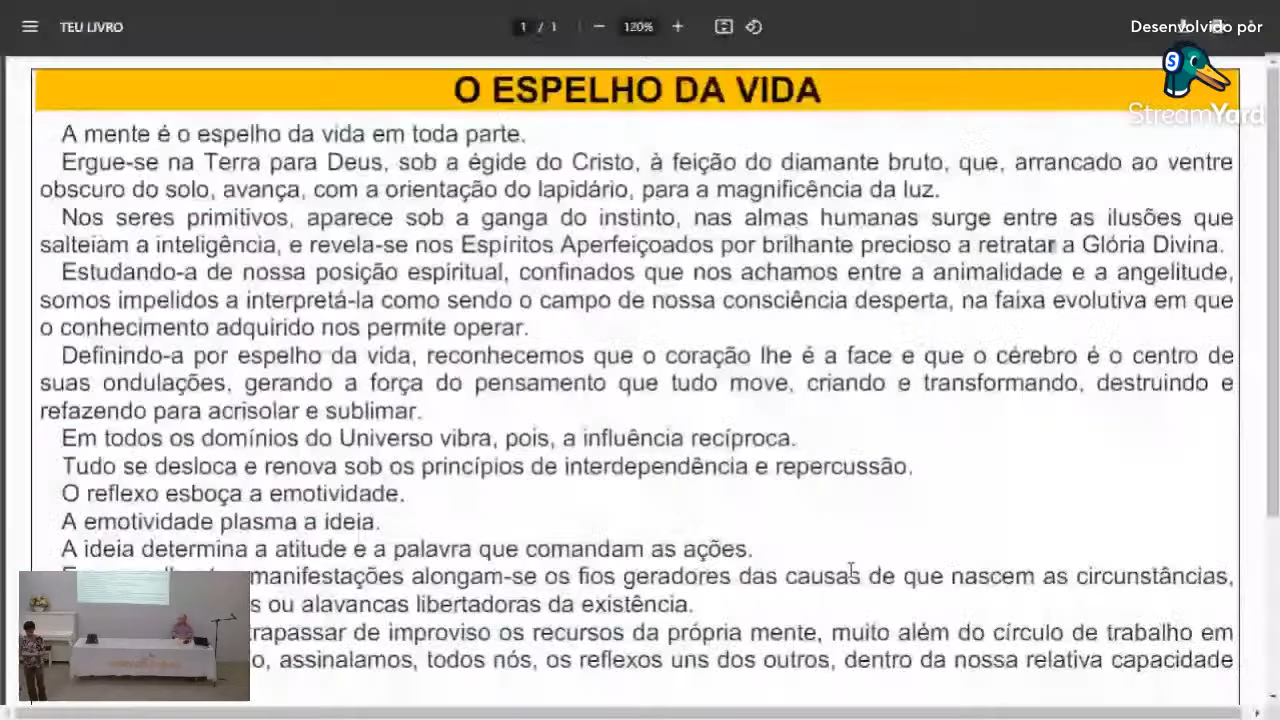 TEU LIVRO
1 / 1
120%
Desenvolvido por
StreamYard
O ESPELHO DA VIDA
A mente é o espelho da vida em toda parte.
Ergue-se na Terra para Deus, sob a égide do Cristo, à feição do diamante bruto, que, arrancado ao ventre
obscuro do solo, avança, com a orientação do lapidário, para a magnificência da luz.
Nos seres primitivos, aparece sob a ganga do instinto, nas almas humanas surge entre as ilusões que
salteiam a inteligência, e revela-se nos Espíritos Aperfeiçoados por brilhante precioso a retratar a Glória Divina.
Estudando-a de nossa posição espiritual, confinados que nos achamos entre a animalidade e a angelitude,
somos impelidos a interpretá-la como sendo o campo de nossa consciência desperta, na faixa evolutiva em que
o conhecimento adquirido nos permite operar.
Definindo-a por espelho da vida, reconhecemos que o coração lhe é a face e que o cérebro é o centro de
suas ondulações, gerando a força do pensamento que tudo move, criando e transformando, destruindo e
refazendo para acrisolar e sublimar.
Em todos os domínios do Universo vibra, pois, a influência recíproca.
Tudo se desloca e renova sob os princípios de interdependência e repercussão.
O reflexo esboça a emotividade.
A emotividade plasma a ideia.
A ideia determina a atitude e a palavra que comandam as ações.
manifestações alongam-se os fios geradores das causas de que nascem as circunstâncias,
s ou alavancas libertadoras da existência.
trapassar de improviso os recursos da própria mente, muito além do círculo de trabalho em
o, assinalamos, todos nós, os reflexos uns dos outros, dentro da nossa relativa capacidade